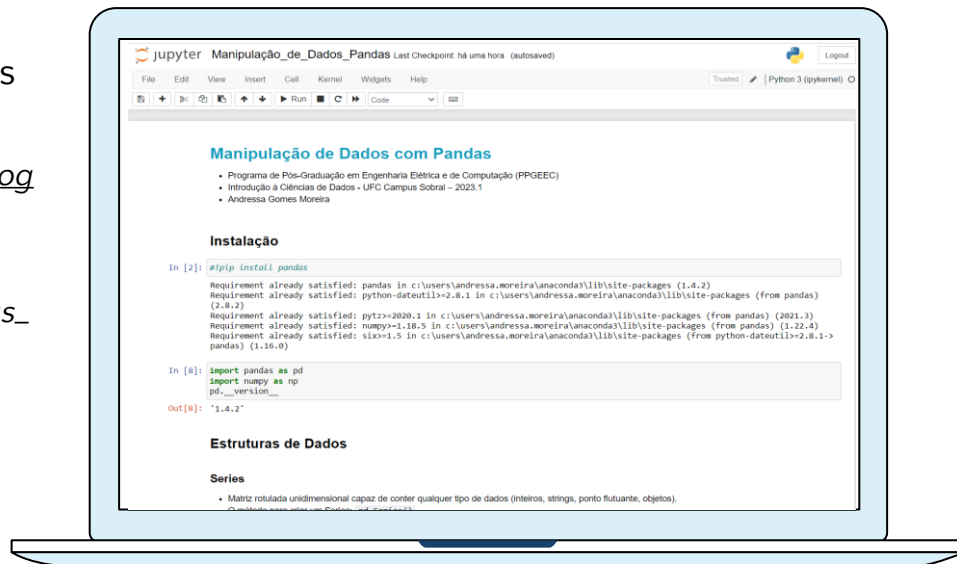 s
og
s_
jupyter Manipulação_de_Dados_Pandas Last Checkpoint: há uma hora (autosaved)
Logout
File Edit View Insert Cell Kernel Widgets Help
Trusted Python 3 (ipykernel)
Run Code
Manipulação de Dados com Pandas
• Programa de Pós-Graduação em Engenharia Elétrica e de Computação (PPGEEC)
• Introdução à Ciências de Dados - UFC Campus Sobral – 2023.1
• Andressa Gomes Moreira
Instalação
In [2]: #!pip install pandas
Requirement already satisfied: pandas in c:\users\andressa.moreira\anaconda3\lib\site-packages (1.4.2)
Requirement already satisfied: python-dateutil>=2.8.1 in c:\users\andressa.moreira\anaconda3\lib\site-packages (from pandas)
(2.8.2)
Requirement already satisfied: pytz>=2020.1 in c:\users\andressa.moreira\anaconda3\lib\site-packages (from pandas) (2021.3)
Requirement already satisfied: numpy>=1.18.5 in c:\users\andressa.moreira\anaconda3\lib\site-packages (from pandas) (1.22.4)
Requirement already satisfied: six>=1.5 in c:\users\andressa.moreira\anaconda3\lib\site-packages (from python-dateutil>=2.8.1->
pandas) (1.16.0)
In [8]: import pandas as pd
import numpy as np
pd.__version__
Out[8]: '1.4.2'
Estruturas de Dados
Series
• Matriz rotulada unidimensional capaz de conter qualquer tipo de dados (inteiros, strings, ponto flutuante, objetos).